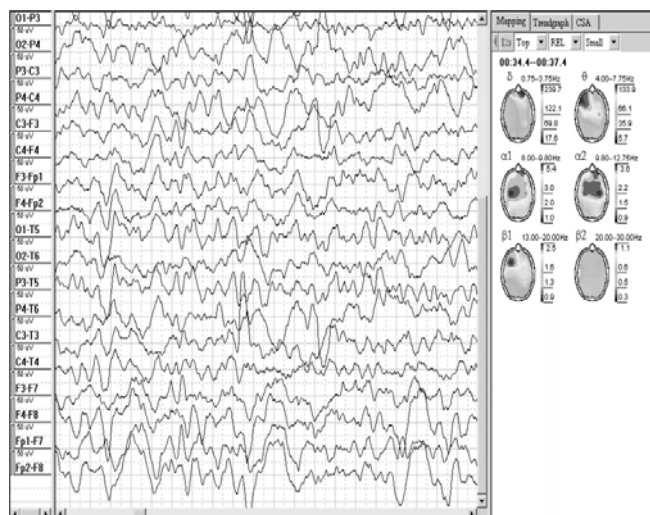 O1-P3
50 uV
O2-P4
50 uV
P3-C3
50 uV
P4-C4
50 uV
C3-F3
50 uV
C4-F4
50 uV
F3-Fp1
50 uV
F4-Fp2
50 uV
O1-T5
50 uV
O2-T6
50 uV
P3-T5
50 uV
P4-T6
50 uV
C3-T3
50 uV
C4-T4
50 uV
F3-F7
50 uV
F4-F8
50 uV
Fp1-F7
50 uV
Fp2-F8
Mapping Trendgraph CSA
Top REL Small
00:34.4--00:37.4
δ 0.75-3.75Hz θ 4.00-7.75Hz
239.7 133.9
122.1 66.1
69.8 35.9
17.6 5.7
α1 8.00-9.80Hz α2 9.80-12.75Hz
5.4 3.6
3.0 2.2
2.0 1.5
1.0 0.9
β1 13.00-20.00Hz β2 20.00-30.00Hz
2.5 1.1
1.6
1.3 0.5
0.9 0.3